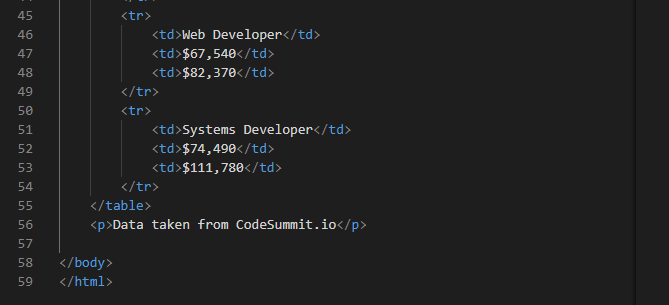 44 </tr>
45 <tr>
46 <td>Web Developer</td>
47 <td>$67,540</td>
48 <td>$82,370</td>
49 </tr>
50 <tr>
51 <td>Systems Developer</td>
52 <td>$74,490</td>
53 <td>$111,780</td>
54 </tr>
55 </table>
56 <p>Data taken from CodeSummit.io</p>
57
58 </body>
59 </html>